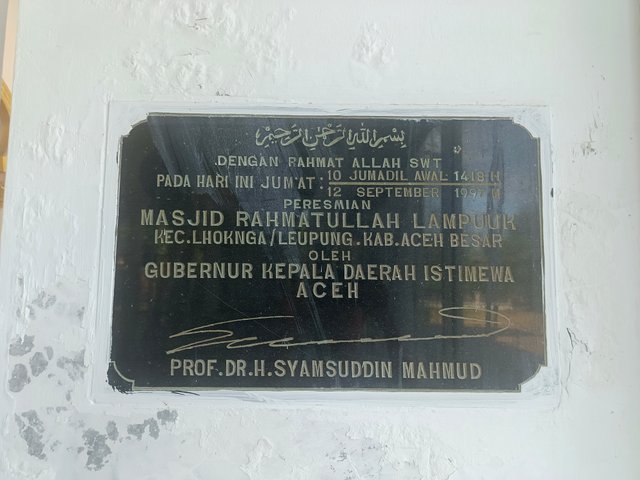 بسم الله الرحمن الرحيم
DENGAN RAHMAT ALLAH SWT
PADA HARI INI JUM'AT : 10 JUMADIL AWAL 1418 H
12 SEPTEMBER 1997 M
PERESMIAN
MASJID RAHMATULLAH LAMPUUK
KEC.LHOKNGA/LEUPUNG.KAB.ACEH BESAR
OLEH
GUBERNUR KEPALA DAERAH ISTIMEWA
ACEH
PROF.DR.H.SYAMSUDDIN MAHMUD